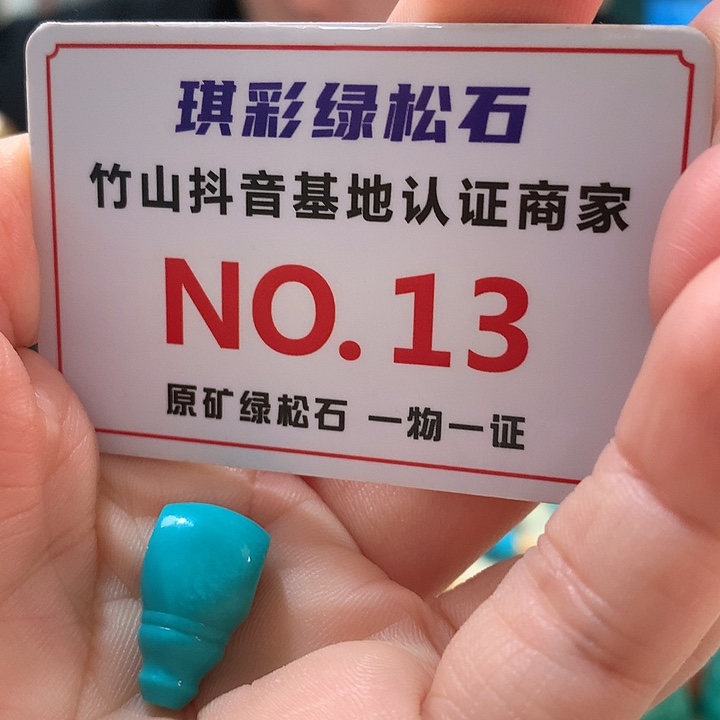 琪彩绿松石
竹山抖音基地认证商家
NO.13
原矿绿松石 一物一证